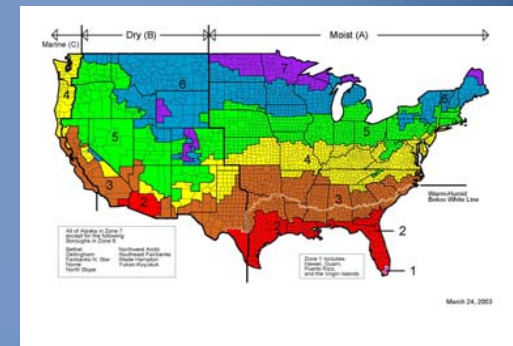 Marine (C)
Dry (B)
Moist (A)
7
6
6
4
5
5
4
3
3
2
2
2
1
Warm-Humid
Below White Line
All of Alaska in Zone 7
except for the following
Boroughs in Zone 8
Bethel
Northwest Arctic
Dellingham
Southeast Fairbanks
Fairbanks N. Star
Wade Hampton
Nome
Yukon-Koyukuk
North Slope
Zone 1 includes
Hawaii, Guam,
Puerto Rico,
and the Virgin Islands
March 24, 2003